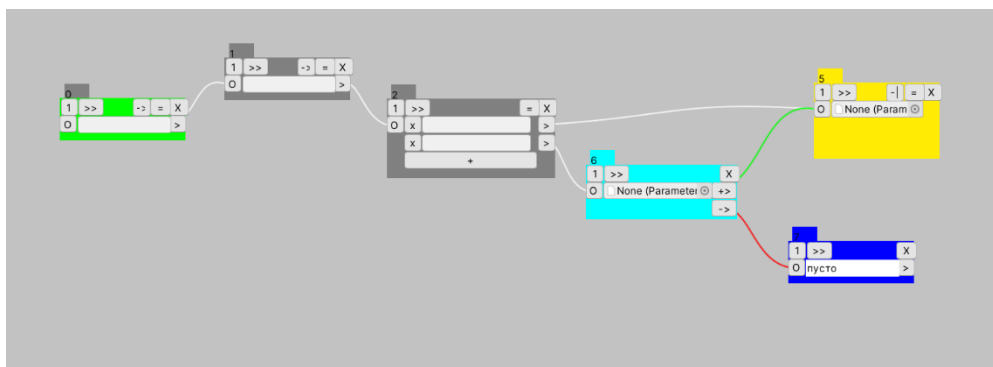 0
1 >> -ɔ = X
O >
1
1 >> -ɔ = X
O >
2
1 >> = X
O x >
x >
+
6
1 >> X
O None (Parameter +>
->
5
1 >> -| = X
O None (Param
1 >> X
O пусто >